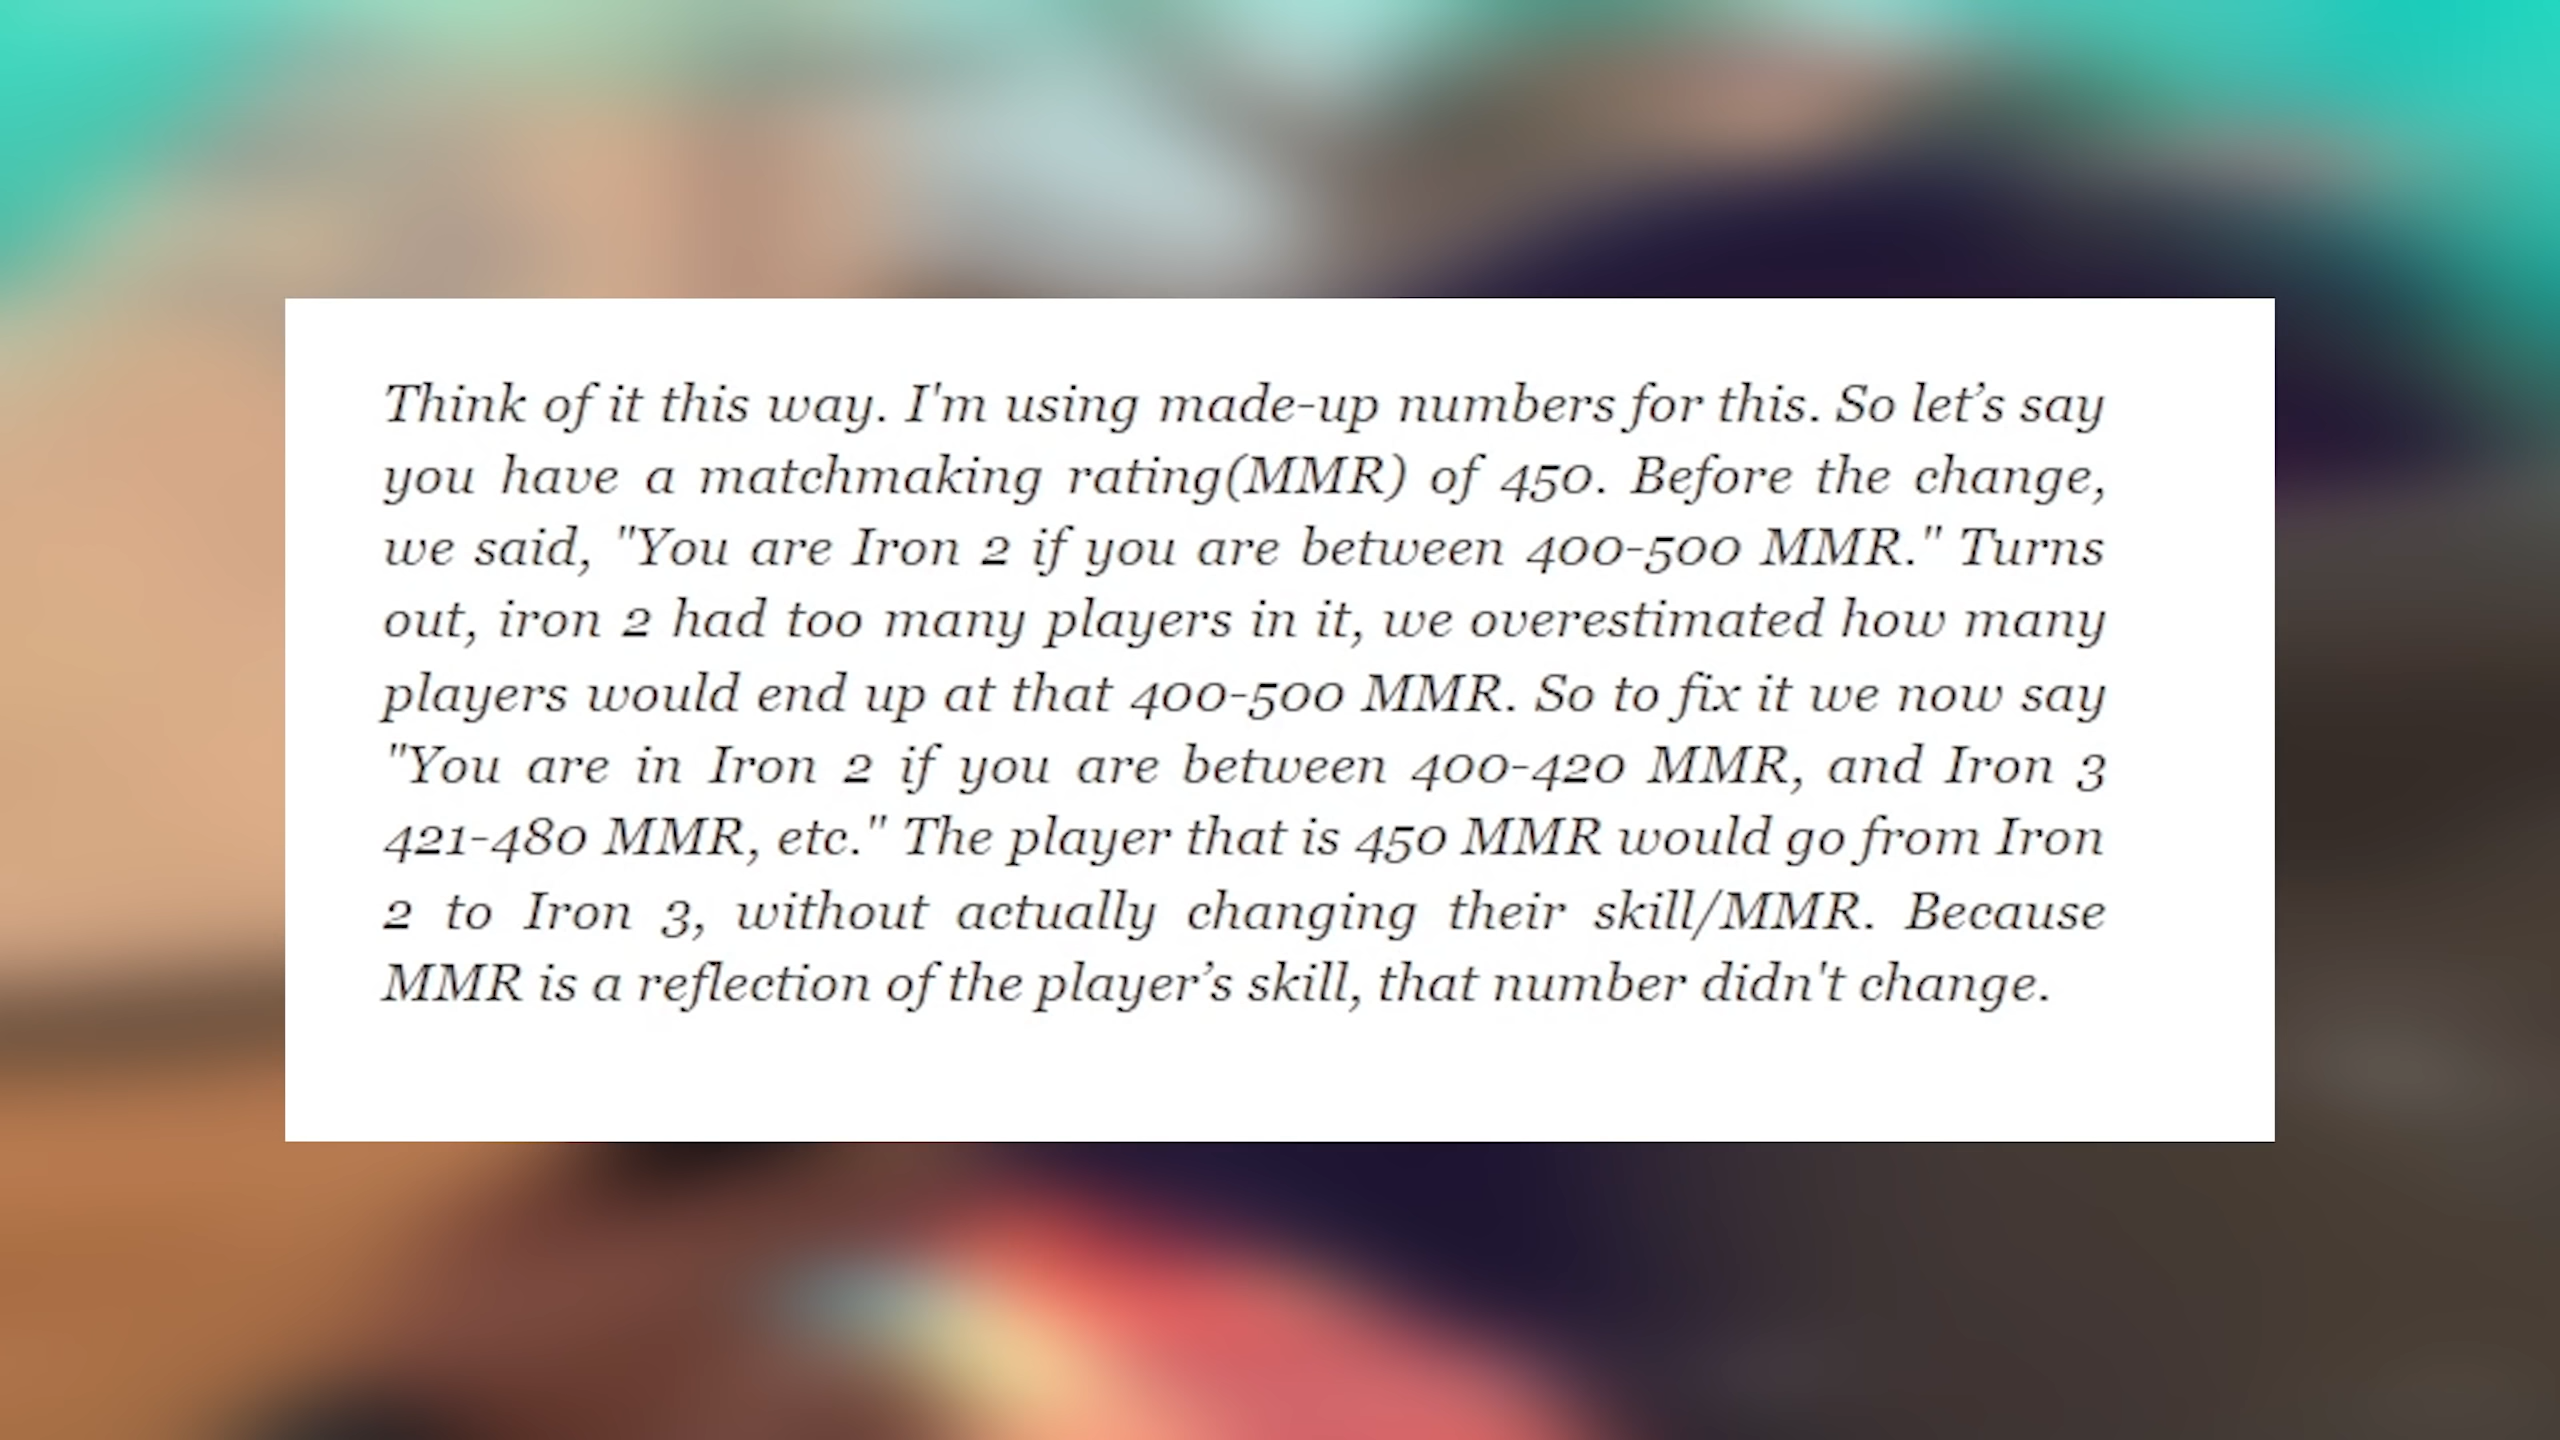 Think of it this way. I'm using made-up numbers for this. So let’s say
you have a matchmaking rating(MMR) of 450. Before the change,
we said, "You are Iron 2 if you are between 400-500 MMR." Turns
out, iron 2 had too many players in it, we overestimated how many
players would end up at that 400-500 MMR. So to fix it we now say
"You are in Iron 2 if you are between 400-420 MMR, and Iron 3
421-480 MMR, etc." The player that is 450 MMR would go from Iron
2 to Iron 3, without actually changing their skill/MMR. Because
MMR is a reflection of the player’s skill, that number didn't change.